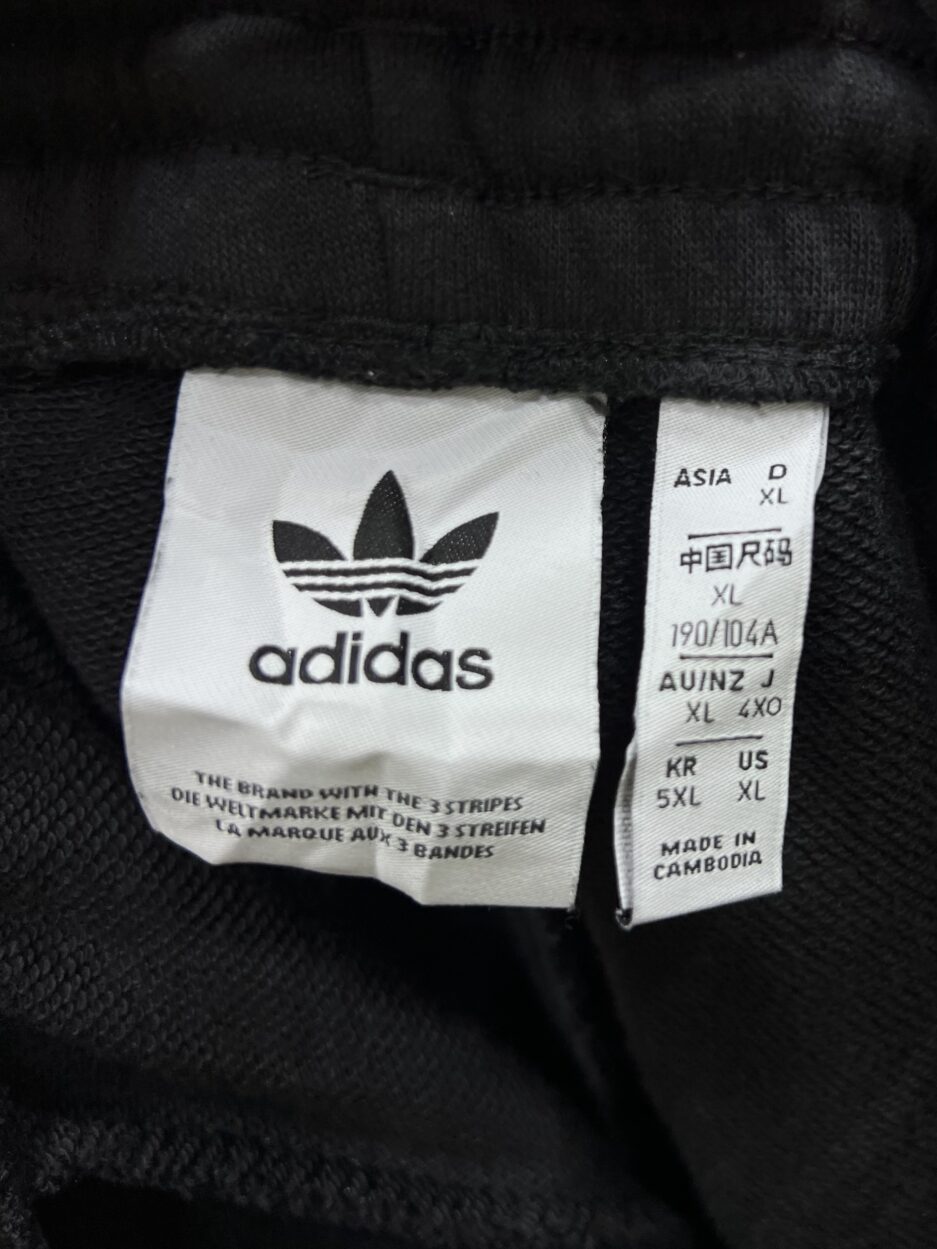 adidas
THE BRAND WITH THE 3 STRIPES
DIE WELTMARKE MIT DEN 3 STREIFEN
LA MARQUE AUX 3 BANDES
ASIA D
XL
中国尺码
XL
190/104A
AU/NZ J
XL 4XO
KR US
5XL XL
MADE IN
CAMBODIA